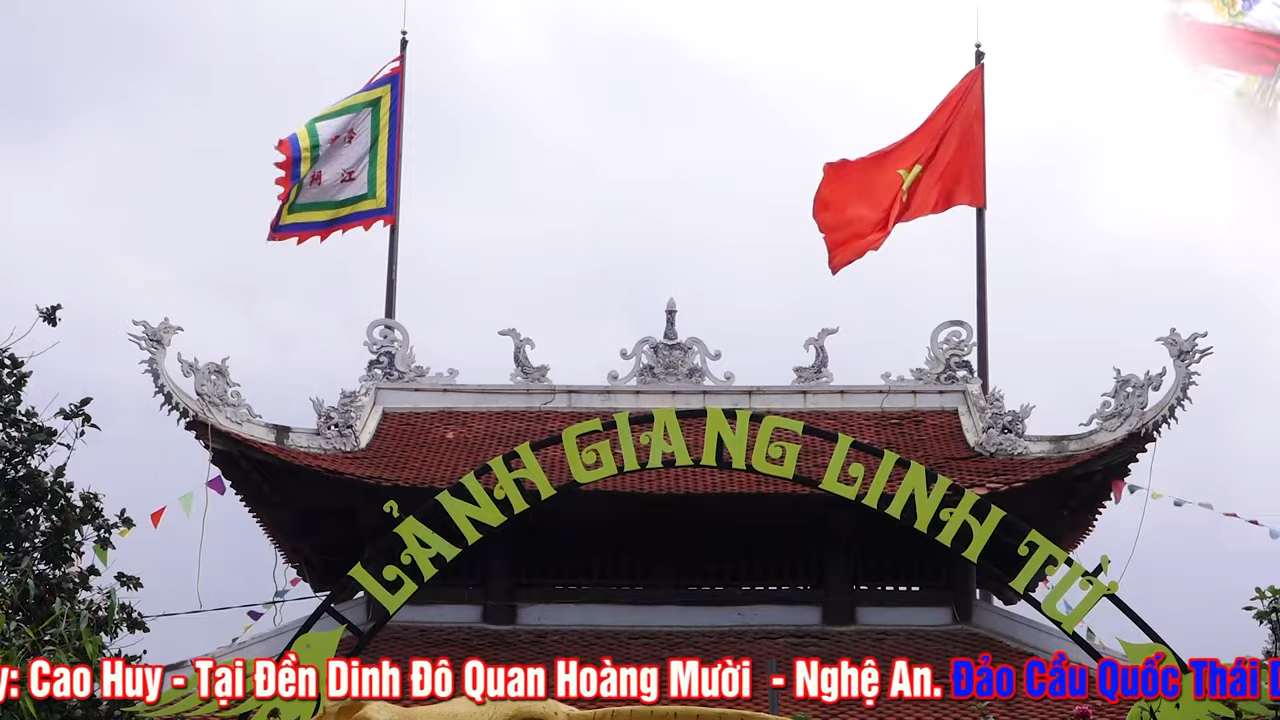 LẢNH GIANG LINH TỪ
y: Cao Huy - Tại Đền Dinh Đô Quan Hoàng Mười - Nghệ An. Đảo Cầu Quốc Thái